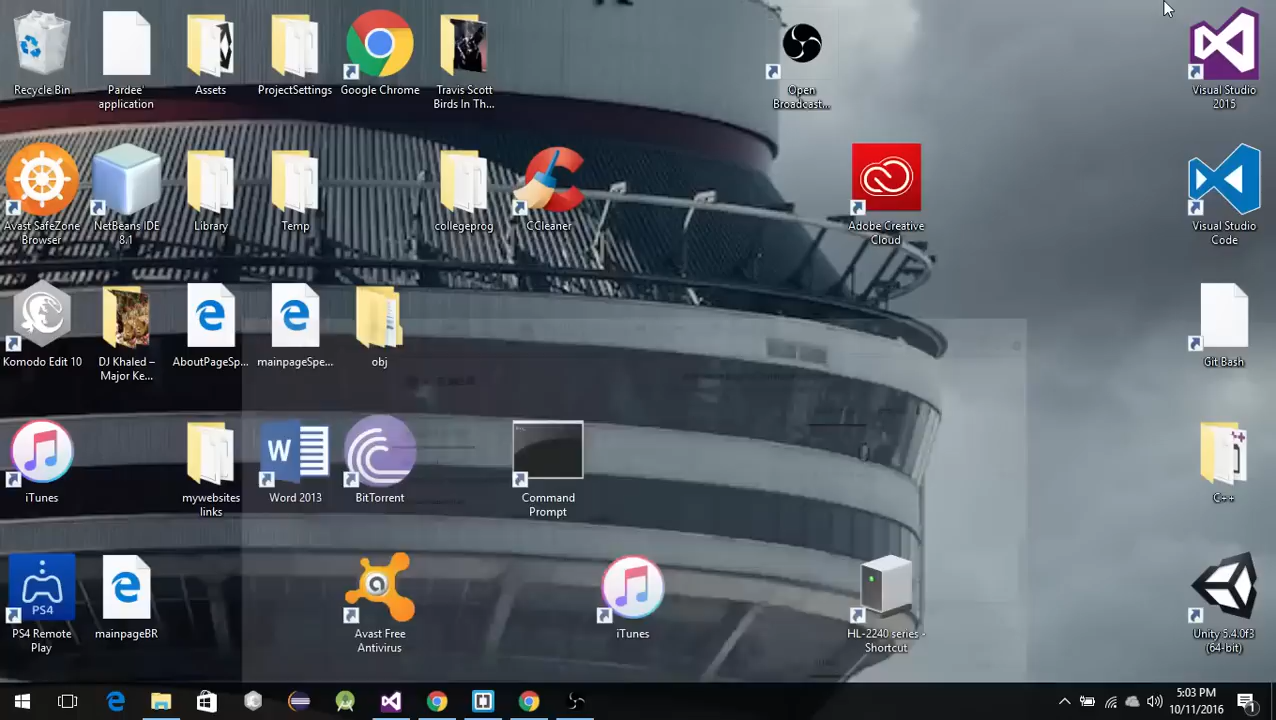 Recycle Bin
Pardee' application
Assets
ProjectSettings
Google Chrome
Travis Scott
Birds In Th...
Open
Broadcast...
Visual Studio
2015
Avast SafeZone
Browser
NetBeans IDE
8.1
Library
Temp
collegeprog
CCleaner
Adobe Creative
Cloud
Visual Studio
Code
Komodo Edit 10
DJ Khaled –
Major Ke...
AboutPageSp...
mainpageSpe...
obj
Git Bash
iTunes
mywebsites
links
Word 2013
BitTorrent
Command
Prompt
C++
PS4
PS4 Remote
Play
mainpageBR
Avast Free
Antivirus
iTunes
HL-2240 series -
Shortcut
Unity 5.4.0f3
(64-bit)
5:03 PM
10/11/2016
1